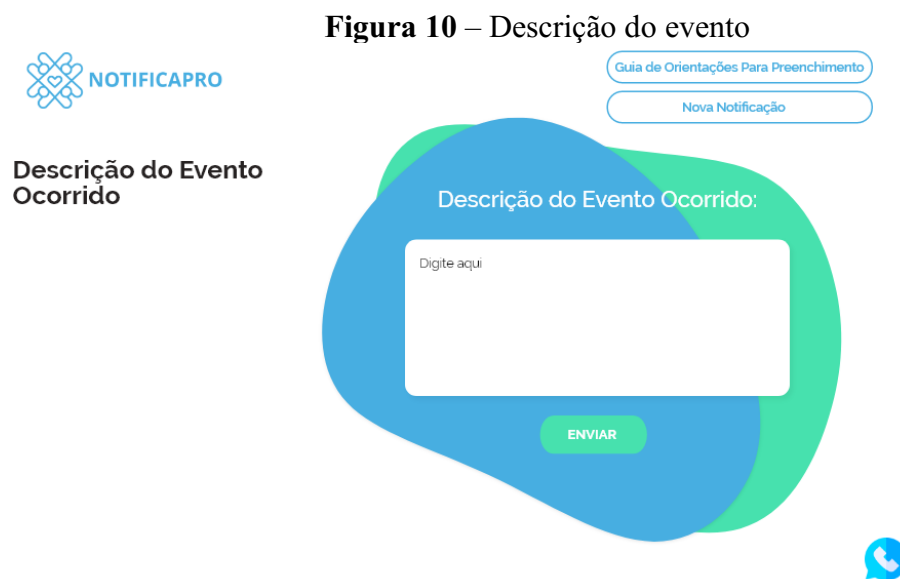 Figura 10 – Descrição do evento
NOTIFICAPRO
Guia de Orientações Para Preenchimento
Nova Notificação
Descrição do Evento
Ocorrido
Descrição do Evento Ocorrido:
Digite aqui
ENVIAR